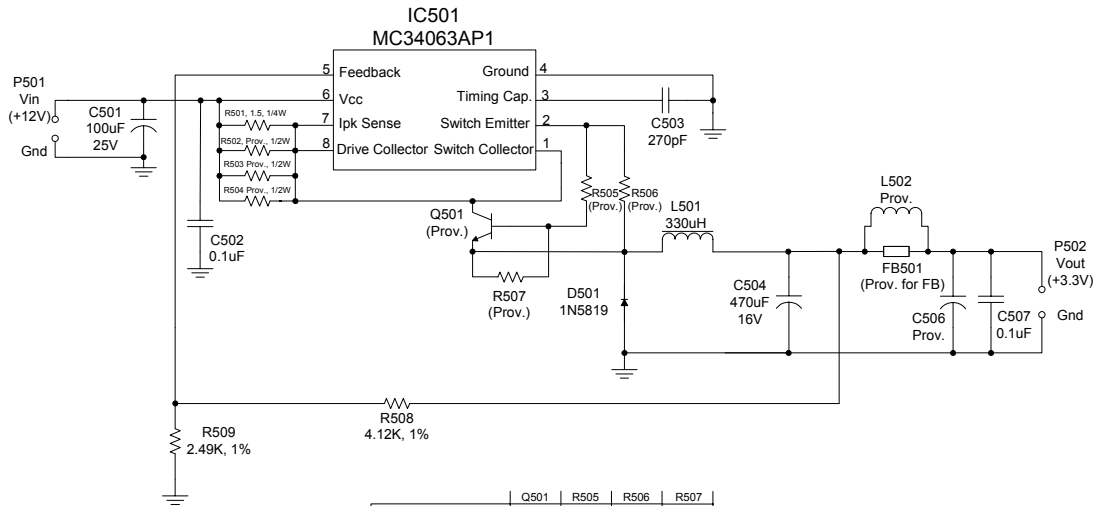 IC501
MC34063AP1
5 Feedback
Ground 4
6 Vcc
Timing Cap. 3
7 Ipk Sense
Switch Emitter 2
8 Drive Collector
Switch Collector 1
P501
Vin
(+12V)
Gnd
C501
100uF
25V
C502
0.1uF
R501, 1.5, 1/4W
R502, Prov., 1/2W
R503 Prov., 1/2W
R504 Prov., 1/2W
C503
270pF
Q501
(Prov.)
R505
(Prov.)
R506
(Prov.)
R507
(Prov.)
L501
330uH
D501
1N5819
C504
470uF
16V
L502
Prov.
FB501
(Prov. for FB)
C506
Prov.
C507
0.1uF
P502
Vout
(+3.3V)
Gnd
R508
4.12K, 1%
R509
2.49K, 1%
Q501 R505 R506 R507